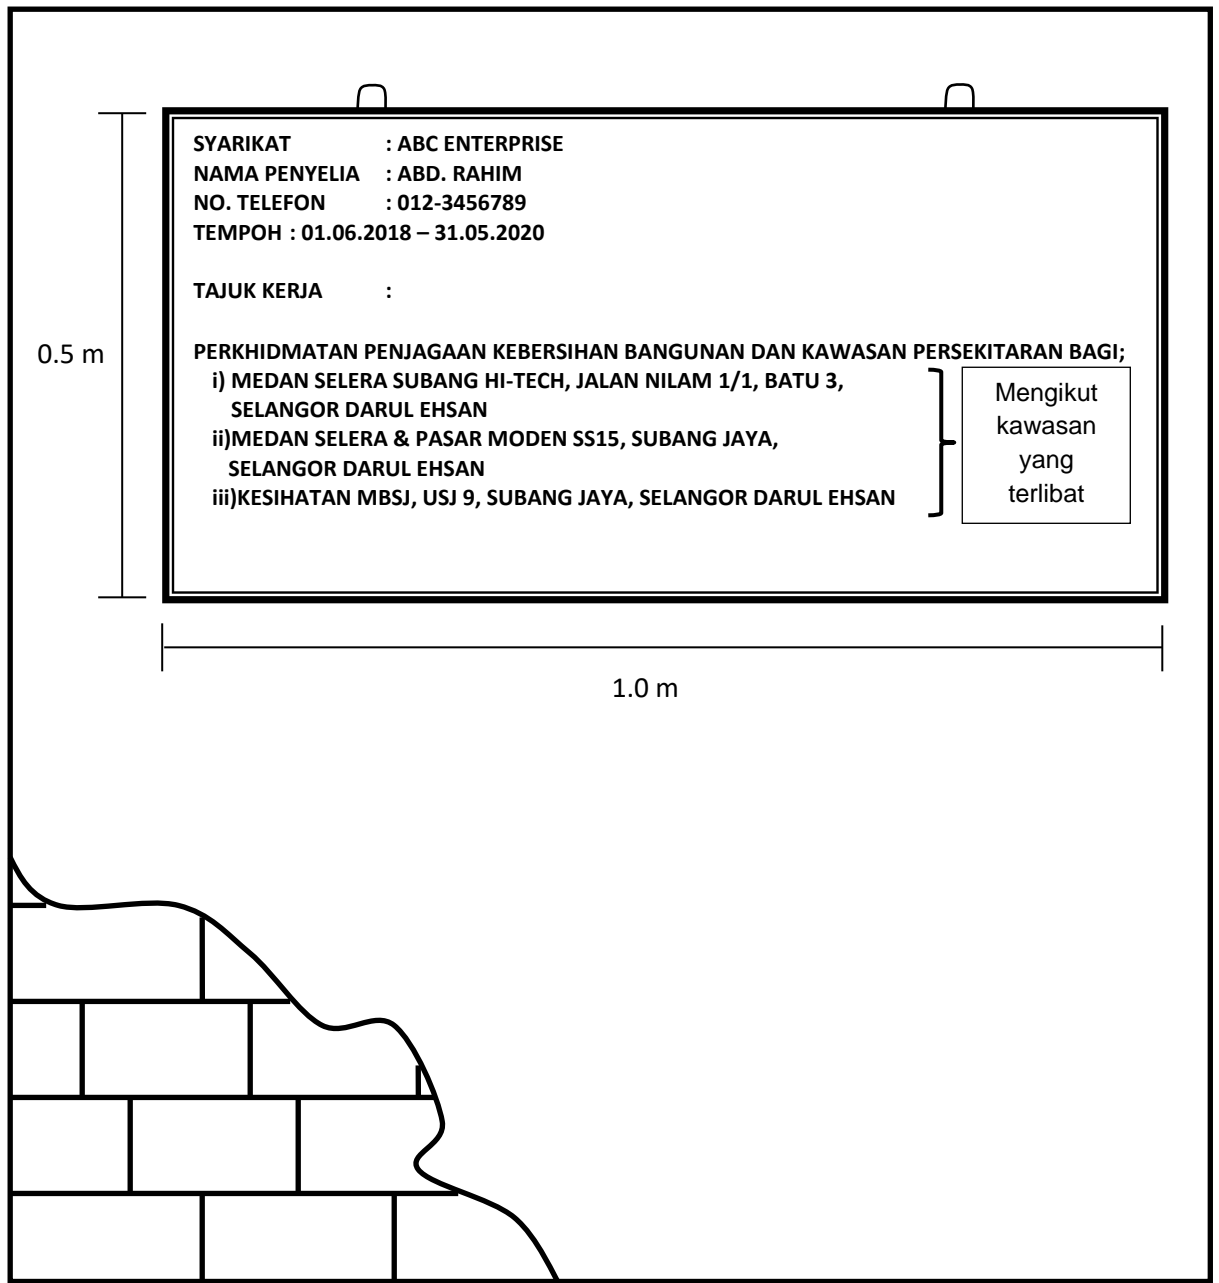 SYARIKAT : ABC ENTERPRISE
NAMA PENYELIA : ABD. RAHIM
NO. TELEFON : 012-3456789
TEMPOH : 01.06.2018 – 31.05.2020
TAJUK KERJA :
0.5 m
PERKHIDMATAN PENJAGAAN KEBERSIHAN BANGUNAN DAN KAWASAN PERSEKITARAN BAGI;
i) MEDAN SELERA SUBANG HI-TECH, JALAN NILAM 1/1, BATU 3,
SELANGOR DARUL EHSAN
ii)MEDAN SELERA & PASAR MODEN SS15, SUBANG JAYA,
SELANGOR DARUL EHSAN
iii)KESIHATAN MBSJ, USJ 9, SUBANG JAYA, SELANGOR DARUL EHSAN
Mengikut
kawasan
yang
terlibat
1.0 m